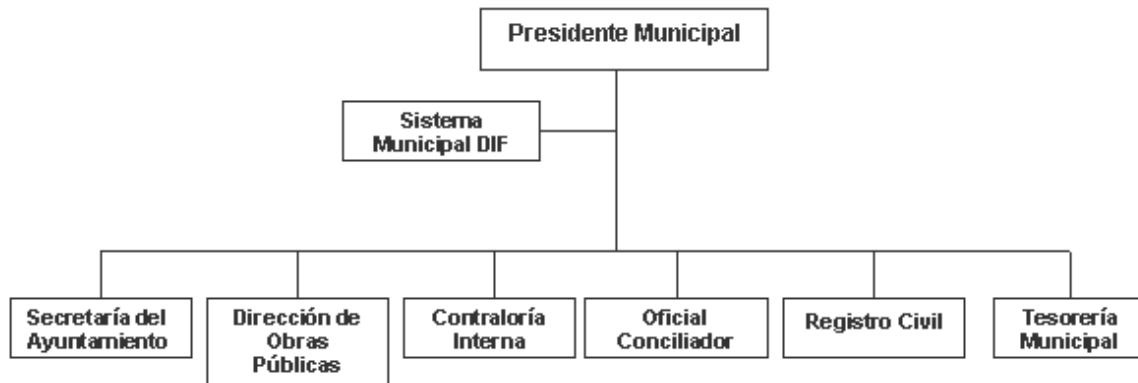 Presidente Municipal
Sistema
Municipal DIF
Secretaría del
Ayuntamiento
Dirección de
Obras
Públicas
Contraloría
Interna
Oficial
Conciliador
Registro Civil
Tesorería
Municipal